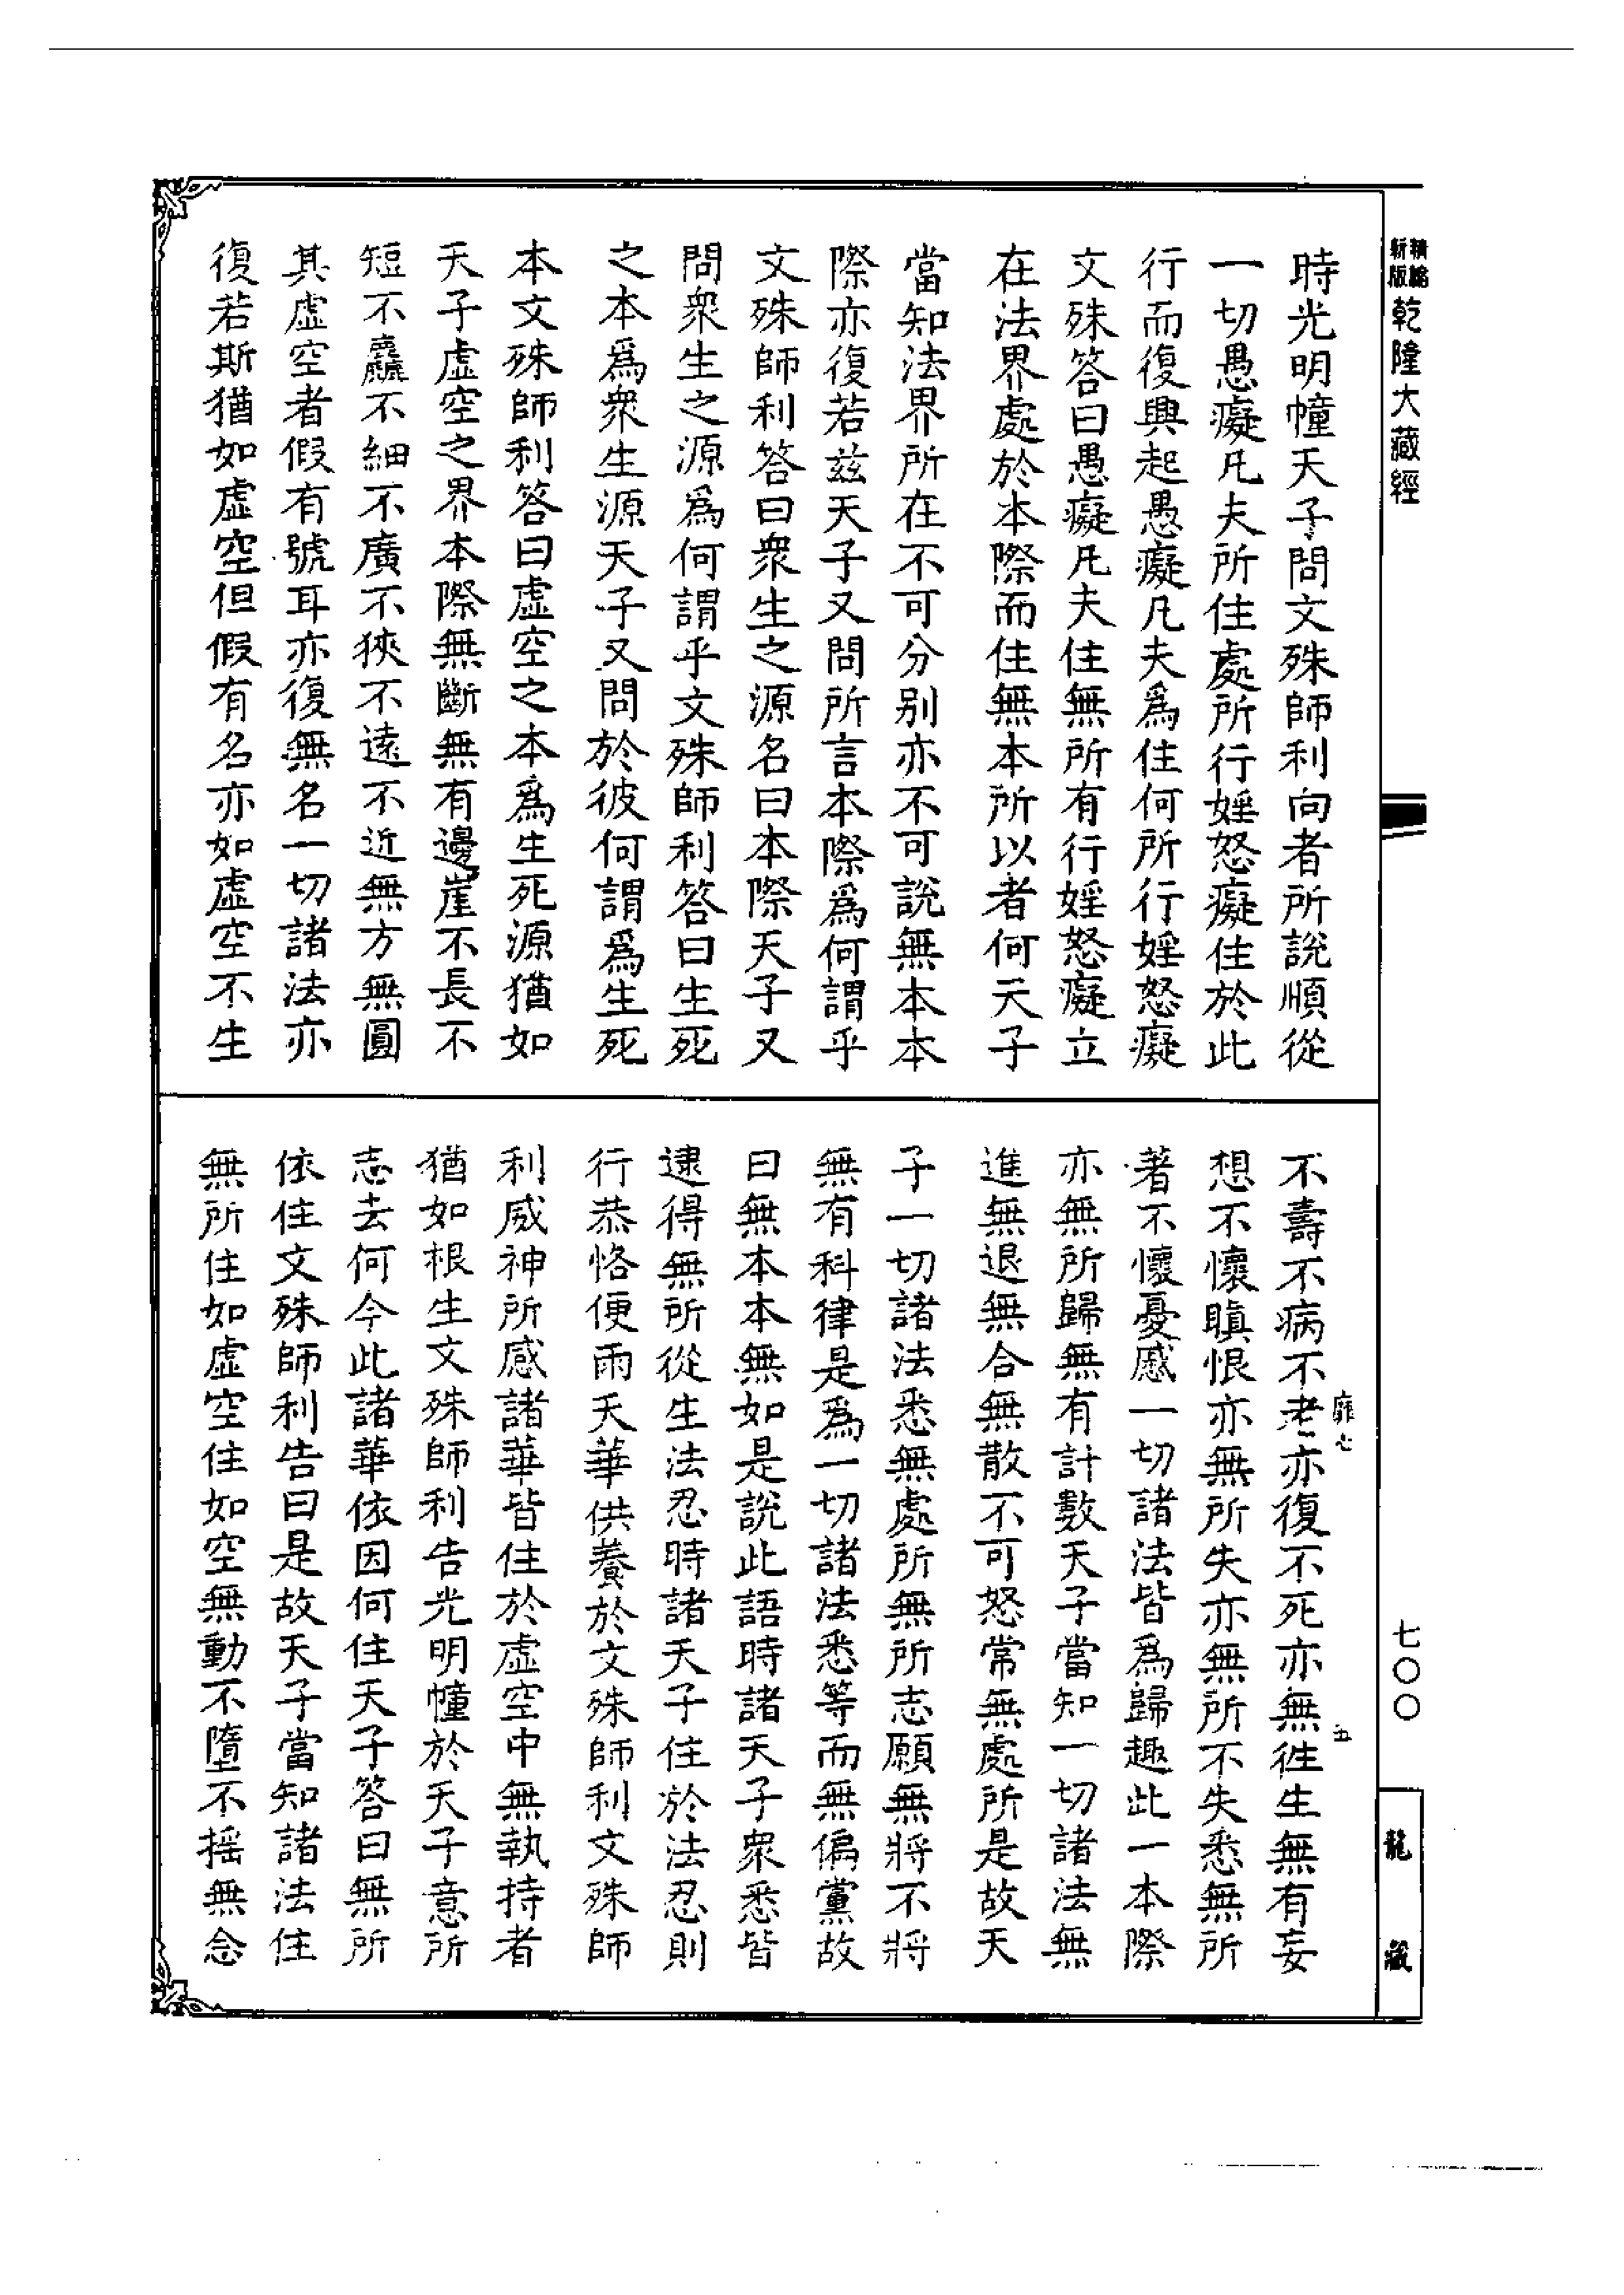 精縮新版乾隆大藏經
時光明幢天子問文殊師利向者所說順從
一切愚癡凡夫所住處所行婬怒癡住於此
行而復興起愚癡凡夫爲住何所行婬怒癡
文殊答曰愚癡凡夫住無所有行婬怒癡立
在法界處於本際而住無本所以者何天子
當知法界所在不可分别亦不可說無本本
際亦復若兹天子又問所言本際爲何謂乎
文殊師利答曰衆生之源名曰本際天子又
問衆生之源爲何謂乎文殊師利答曰生死
之本爲衆生源天子又問於彼何謂爲生死
本文殊師利答曰虛空之本爲生死源猶如
天子虛空之界本際無斷無有邊崖不長不
短不麤不細不廣不狹不遠不近無方無圓
其虛空者假有號耳亦復無名一切諸法亦
復若斯猶如虛空但假有名亦如虛空不生
不壽不病不老亦復不死亦無徃生無有妄
想不懷瞋恨亦無所失亦無所不失悉無所
著不懷憂慼一切諸法皆爲歸趣此一本際
亦無所歸無有計數天子當知一切諸法無
進無退無合無散不可怒常無處所是故天
子一切諸法悉無處所無所志願無將不將
無有科律是爲一切諸法悉等而無偏黨故
曰無本本無如是說此語時諸天子衆悉皆
逮得無所從生法忍時諸天子住於法忍則
行恭恪便雨天華供養於文殊師利文殊師
利威神所感諸華皆住於虛空中無執持者
猶如根生文殊師利告光明幢於天子意所
志去何今此諸華依因何住天子答曰無所
依住文殊師利告曰是故天子當知諸法住
無所住如虛空住如空無動不墮不摇無念
七〇〇
五
龍藏